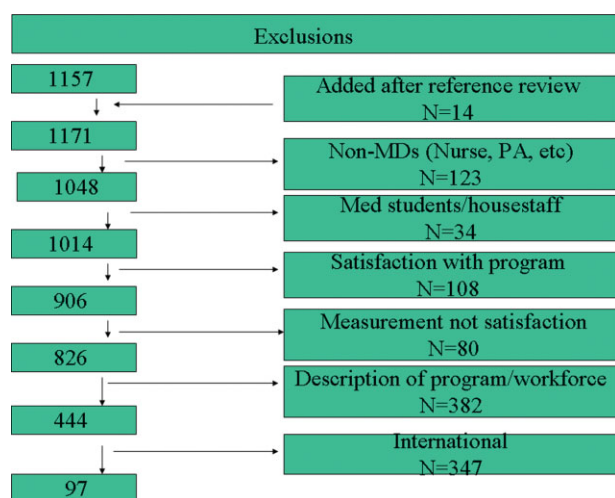 Exclusions
1157
Added after reference review
N=14
1171
Non-MDs (Nurse, PA, etc)
N=123
1048
Med students/housestaff
N=34
1014
Satisfaction with program
N=108
906
Measurement not satisfaction
N=80
826
Description of program/workforce
N=382
444
International
N=347
97